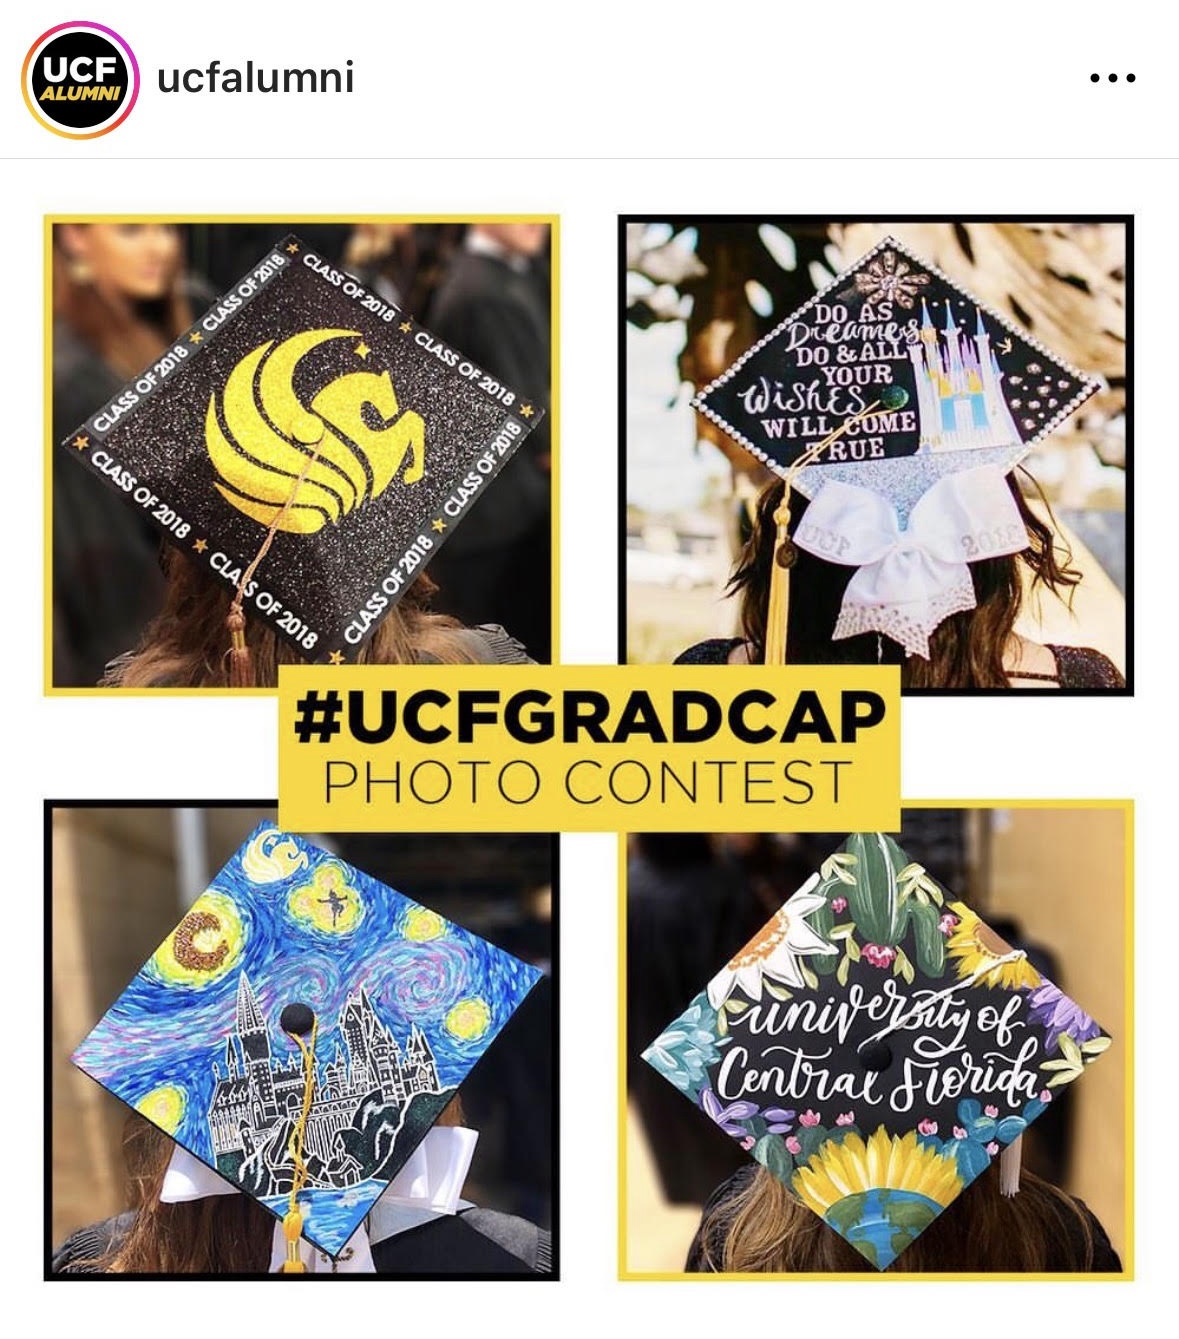 UCF
ALUMNI
ucfalumni
CLASS OF 2018
CLASS OF 2018
CLASS OF 2018
CLASS OF 2018
CLASS OF 2018
CLASS OF 2018
CLASS OF 2018
CLASS OF 2018
DO AS
Dreamers
DO & ALL
YOUR
Wishes
WILL COME
TRUE
UCF 2018
#UCFGRADCAP
PHOTO CONTEST
university of
Central Florida